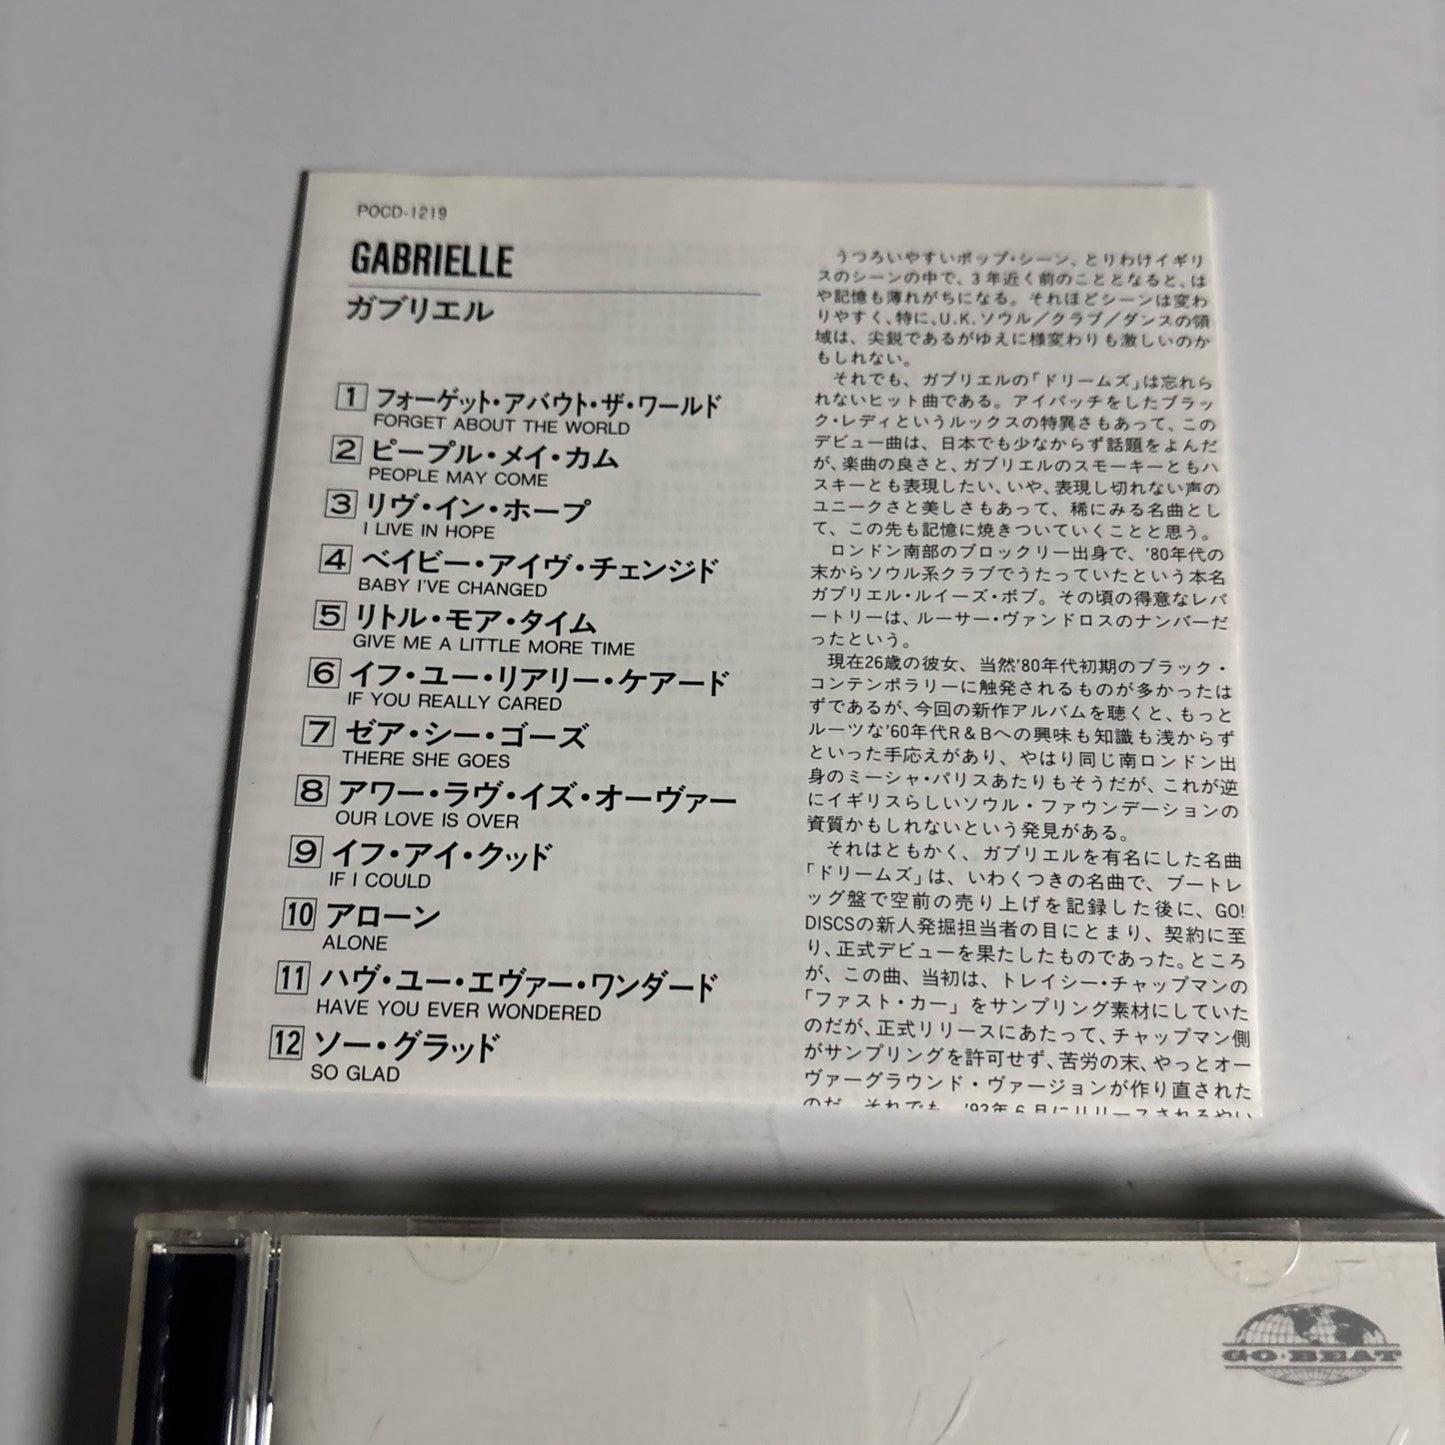 POCD-1219
GABRIELLE
ガブリエル
1 フォーゲット・アバウト・ザ・ワールド
FORGET ABOUT THE WORLD
2 ピープル・メイ・カム
PEOPLE MAY COME
3 リヴ・イン・ホープ
I LIVE IN HOPE
4 ベイビー・アイヴ・チェンジド
BABY I'VE CHANGED
5 リトル・モア・タイム
GIVE ME A LITTLE MORE TIME
6 イフ・ユー・リアリー・ケアード
IF YOU REALLY CARED
7 ゼア・シー・ゴーズ
THERE SHE GOES
8 アワー・ラヴ・イズ・オーヴァー
OUR LOVE IS OVER
9 イフ・アイ・クッド
IF I COULD
10 アローン
ALONE
11 ハヴ・ユー・エヴァー・ワンダード
HAVE YOU EVER WONDERED
12 ソー・グラッド
SO GLAD
うつろいやすいポップ・シーン、とりわけイギリ
スのシーンの中で、3年近く前のこととなると、は
や記憶も薄れがちになる。それほどシーンは変わ
りやすく、特に、U.K.ソウル／クラブ／ダンスの領
域は、尖鋭であるがゆえに様変わりも激しいのか
もしれない。
それでも、ガブリエルの「ドリームズ」は忘れら
れないヒット曲である。アイパッチをしたブラッ
ク・レディというルックスの特異さもあって、この
デビュー曲は、日本でも少なからず話題をよんだ
が、楽曲の良さと、ガブリエルのスモーキーともハ
スキーとも表現したい、いや、表現し切れない声の
ユニークさと美しさもあって、稀にみる名曲とし
て、この先も記憶に焼きついていくことと思う。
ロンドン南部のブロックリー出身で、'80年代の
末からソウル系クラブでうたっていたという本名
ガブリエル・ルイーズ・ボブ。その頃の得意なレパ
ートリーは、ルーサー・ヴァンドロスのナンバーだ
ったという。
現在26歳の彼女、当然'80年代初期のブラック・
コンテンポラリーに触発されるものが多かったは
ずであるが、今回の新作アルバムを聴くと、もっと
ルーツな'60年代R＆Bへの興味も知識も浅からず
といった手応えがあり、やはり同じ南ロンドン出
身のミーシャ・パリスあたりもそうだが、これが逆
にイギリスらしいソウル・ファウンデーションの
資質かもしれないという発見がある。
それはともかく、ガブリエルを有名にした名曲
「ドリームズ」は、いわくつきの名曲で、ブートレ
ッグ盤で空前の売り上げを記録した後に、GO!
DISCSの新人発掘担当者の目にとまり、契約に至
り、正式デビューを果たしたものであった。ところ
が、この曲、当初は、トレイシー・チャップマンの
「ファスト・カー」をサンプリング素材にしていた
のだが、正式リリースにあたって、チャップマン側
がサンプリングを許可せず、苦労の末、やっとオー
ヴァーグラウンド・ヴァージョンが作り直された
のだ。それでも、'93年6月にリリースされるやい
GO・BEAT